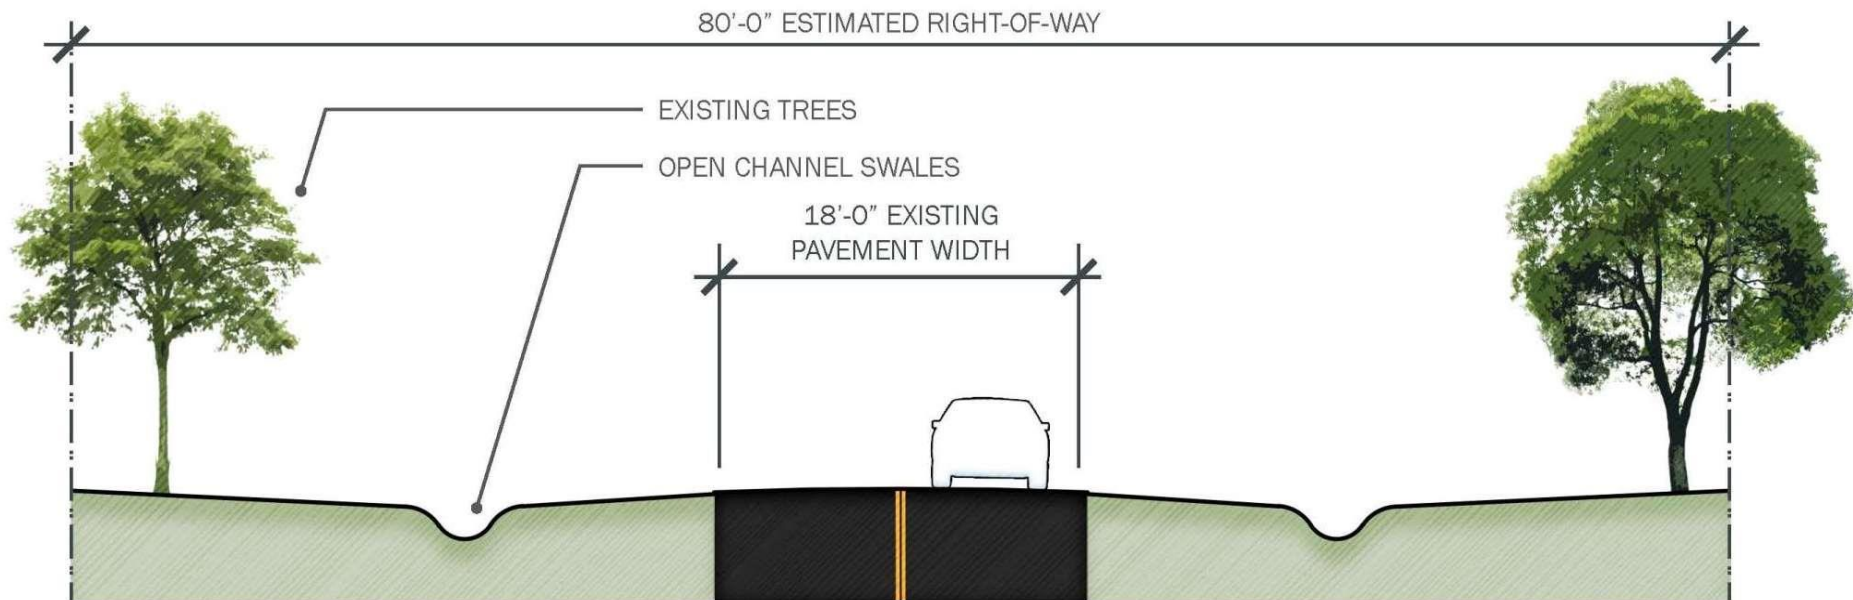 80'-0” ESTIMATED RIGHT-OF-WAY
EXISTING TREES
OPEN CHANNEL SWALES
18'-0” EXISTING
PAVEMENT WIDTH